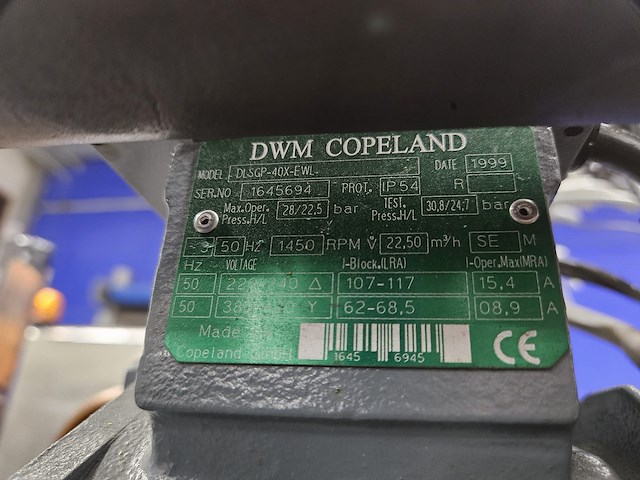 DWM COPELAND
MODEL DLSGP-40X-EWL DATE 1999
SER.NO 1645694 PROT. IP54 R
Max.Oper. Press.H/L 28/22,5 bar TEST. Press.H/L 30,8/24,7 bar
3 50 Hz 1450 RPM V 22,50 m³/h SE M
Hz VOLTAGE I-Block.(LRA) I-Oper.Max(MRA)
50 Δ 107-117 15,4 A
50 Y 62-68,5 08,9 A
Made
Copeland GmbH 1645 6945 CE